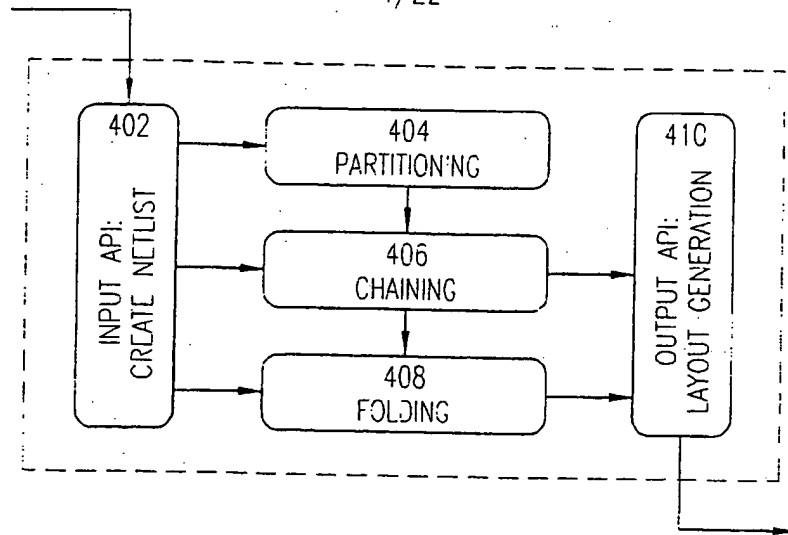 402
INPUT API:
CREATE NETLIST
404
PARTITIONING
406
CHAINING
408
FOLDING
410
OUTPUT API:
LAYOUT GENERATION